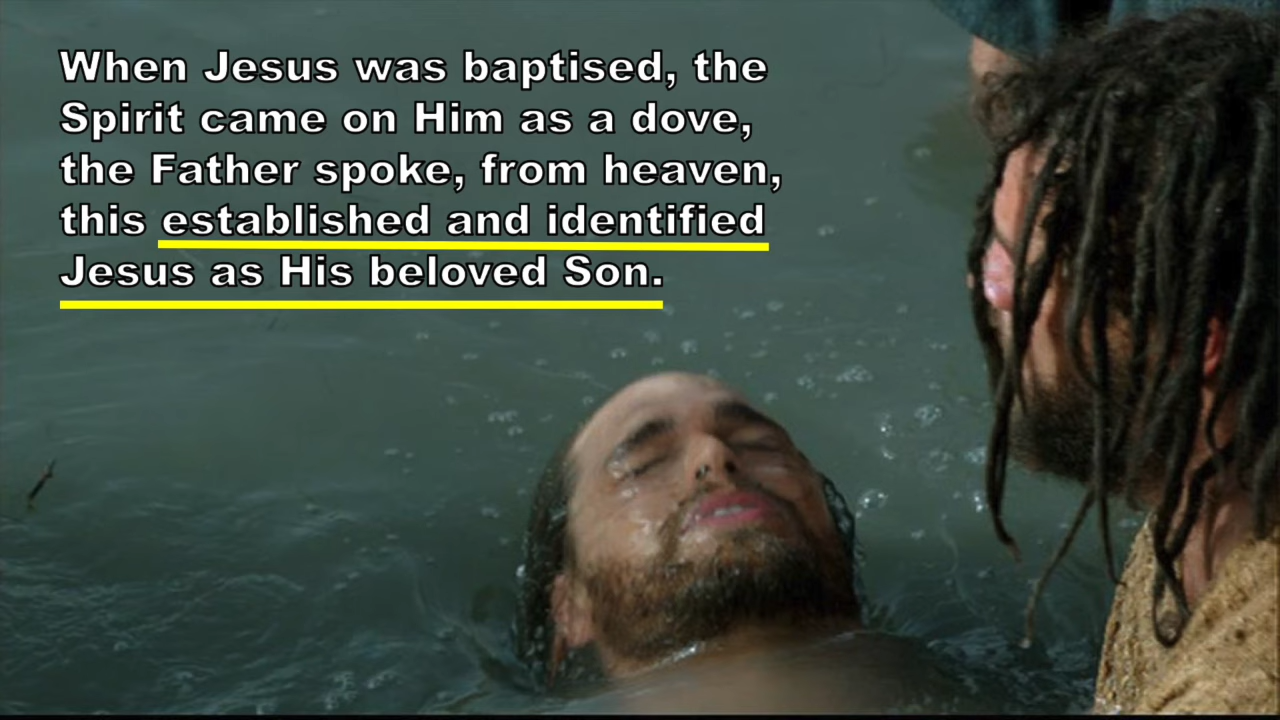 When Jesus was baptised, the
Spirit came on Him as a dove,
the Father spoke, from heaven,
this established and identified
Jesus as His beloved Son.